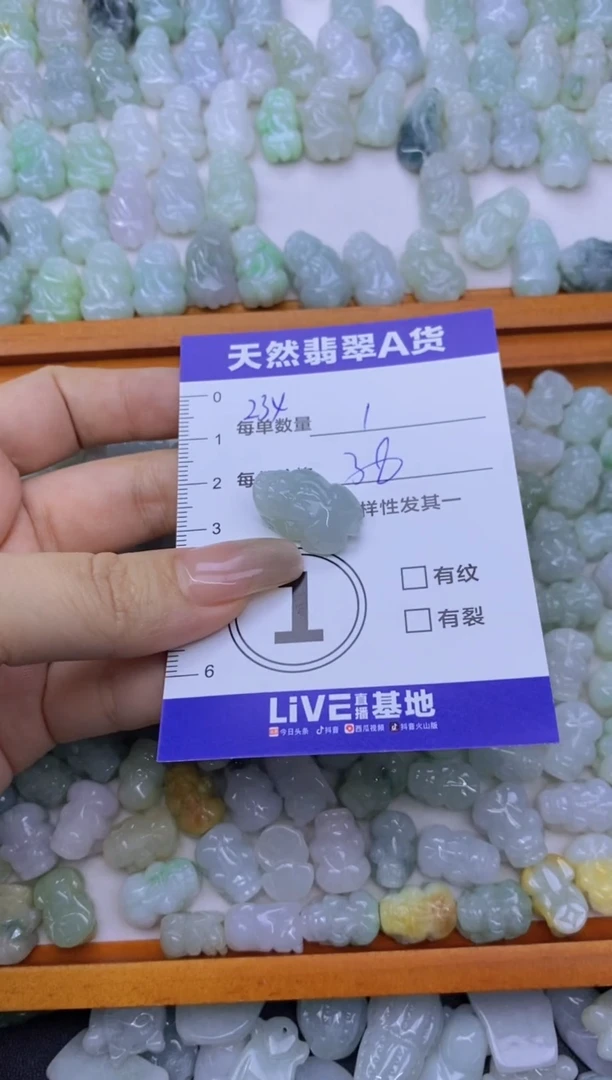 天然翡翠A货
0
234
每单数量 1
1
2
每 38
样性发其一
3
1
□有纹
□有裂
6
LiVE直播基地
今日头条 抖音 西瓜视频 抖音火山版